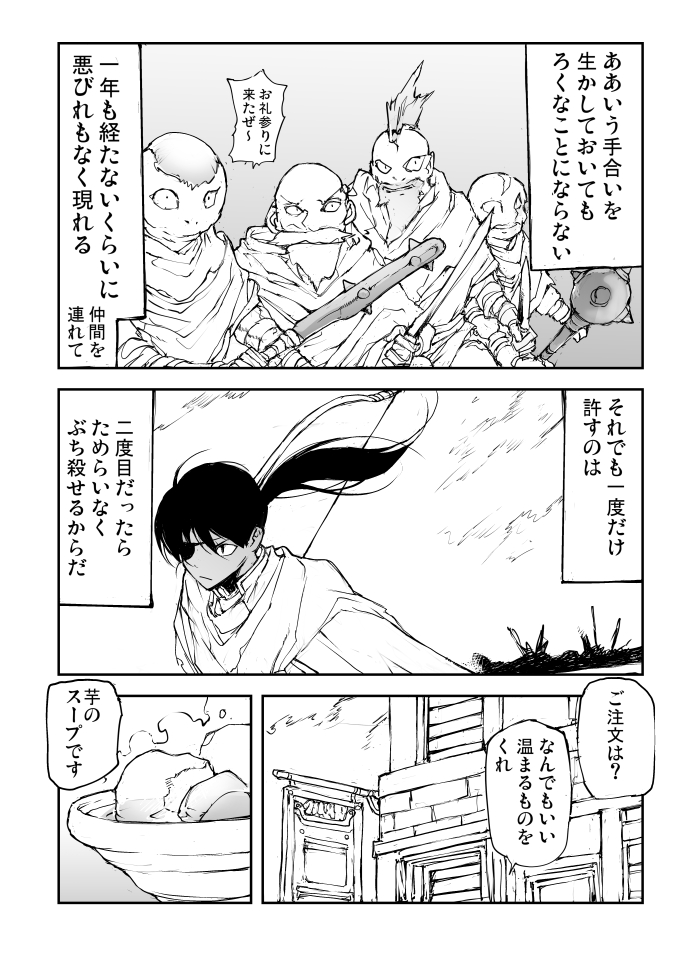 ああいう手合いを
生かしておいても
ろくなことにならない
お礼参りに
来たぜ～
一年も経たないくらいに
悪びれもなく現れる
仲間を
連れて
それでも一度だけ
許すのは
二度目だったら
ためらいなく
ぶち殺せるからだ
ご注文は?
なんでもいい
温まるものを
くれ
芋の
スープです